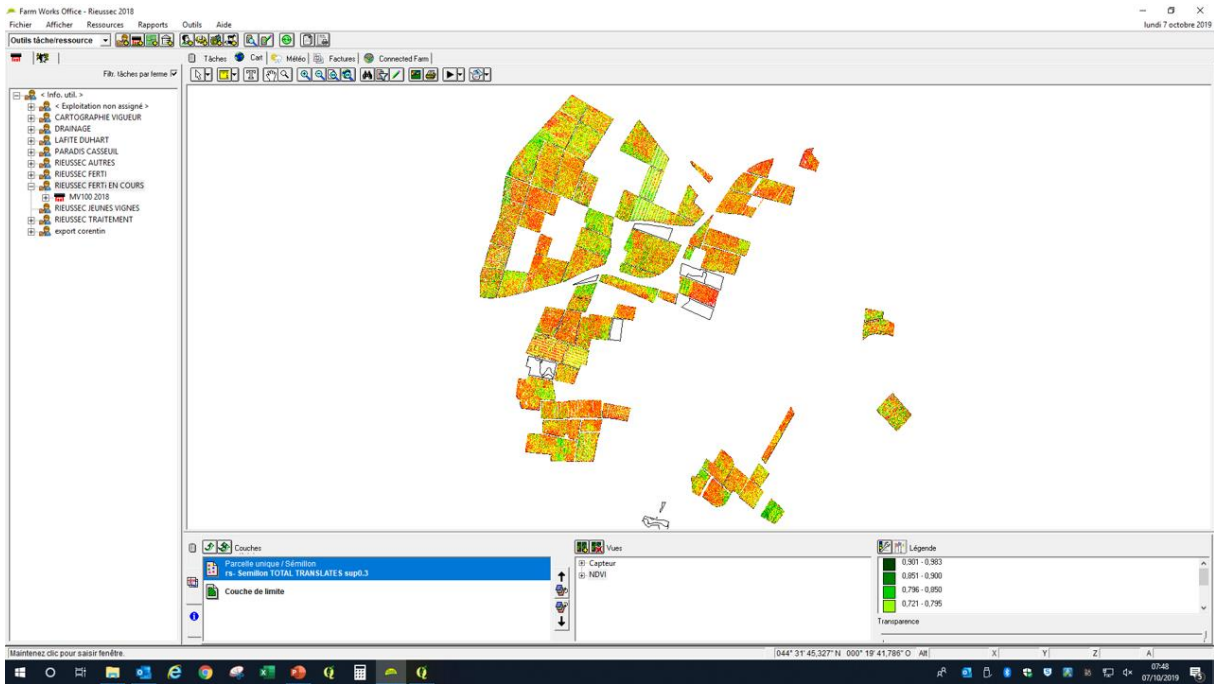 Farm Works Office - Rieussec 2018
Fichier Afficher Ressources Rapports Outils Aide
lundi 7 octobre 2019
Outils tâche/ressource
Tâches Cart Météo Factures Connected Farm
Filtr. tâches par ferme
< Info. util. >
< Exploitation non assigné >
CARTOGRAPHIE VIGUEUR
DRAINAGE
LAFITE DUHART
PARADIS CASSEUIL
RIEUSSEC AUTRES
RIEUSSEC FERTI
RIEUSSEC FERTi EN COURS
MV100 2018
RIEUSSEC JEUNES VIGNES
RIEUSSEC TRAITEMENT
export corentin
Couches
Parcelle unique / Sémillon
rs- Semillon TOTAL TRANSLATES sup0.3
Couche de limite
Vues
Capteur
NDVI
Légende
0,901 - 0,983
0,851 - 0,900
0,796 - 0,850
0,721 - 0,795
Transparence
Maintenez clic pour saisir fenêtre.
044° 31' 45,327" N 000° 19' 41,786" O Alt X Y Z A
07:48
07/10/2019